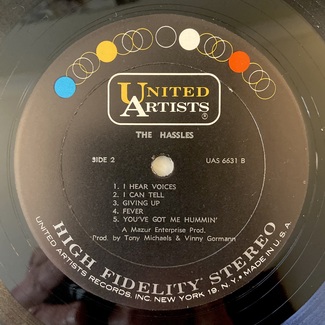 UNITED
ARTISTS
®
THE HASSLES
SIDE 2
UAS 6631 B
1. I HEAR VOICES
2. I CAN TELL
3. GIVING UP
4. FEVER
5. YOU'VE GOT ME HUMMIN'
A Mazur Enterprise Prod.
Prod. by Tony Michaels & Vinny Gormann
HIGH FIDELITY STEREO
UNITED ARTISTS RECORDS, INC. NEW YORK 19, N.Y. • MADE IN U.S.A.